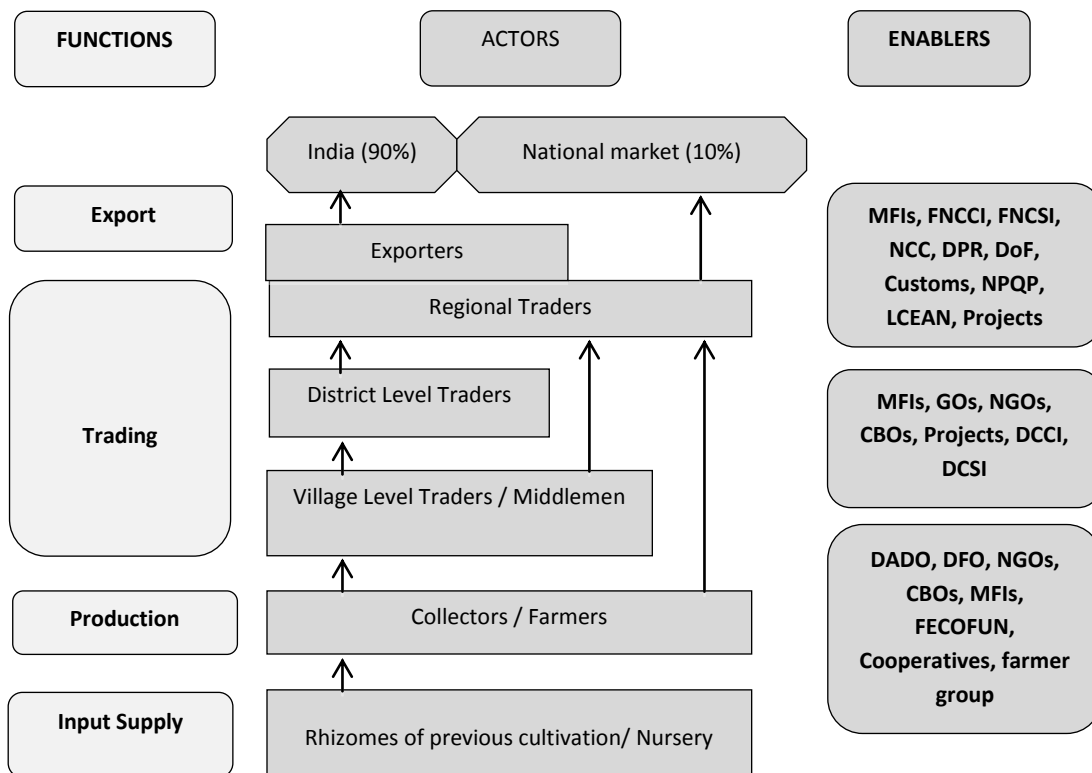 FUNCTIONS
ACTORS
ENABLERS
India (90%)
National market (10%)
Export
Exporters
MFIs, FNCCI, FNCSI,
NCC, DPR, DoF,
Customs, NPQP,
LCEAN, Projects
Regional Traders
Trading
District Level Traders
MFIs, GOs, NGOs,
CBOs, Projects, DCCI,
DCSI
Village Level Traders / Middlemen
Production
Collectors / Farmers
DADO, DFO, NGOs,
CBOs, MFIs,
FECOFUN,
Cooperatives, farmer
group
Input Supply
Rhizomes of previous cultivation/ Nursery